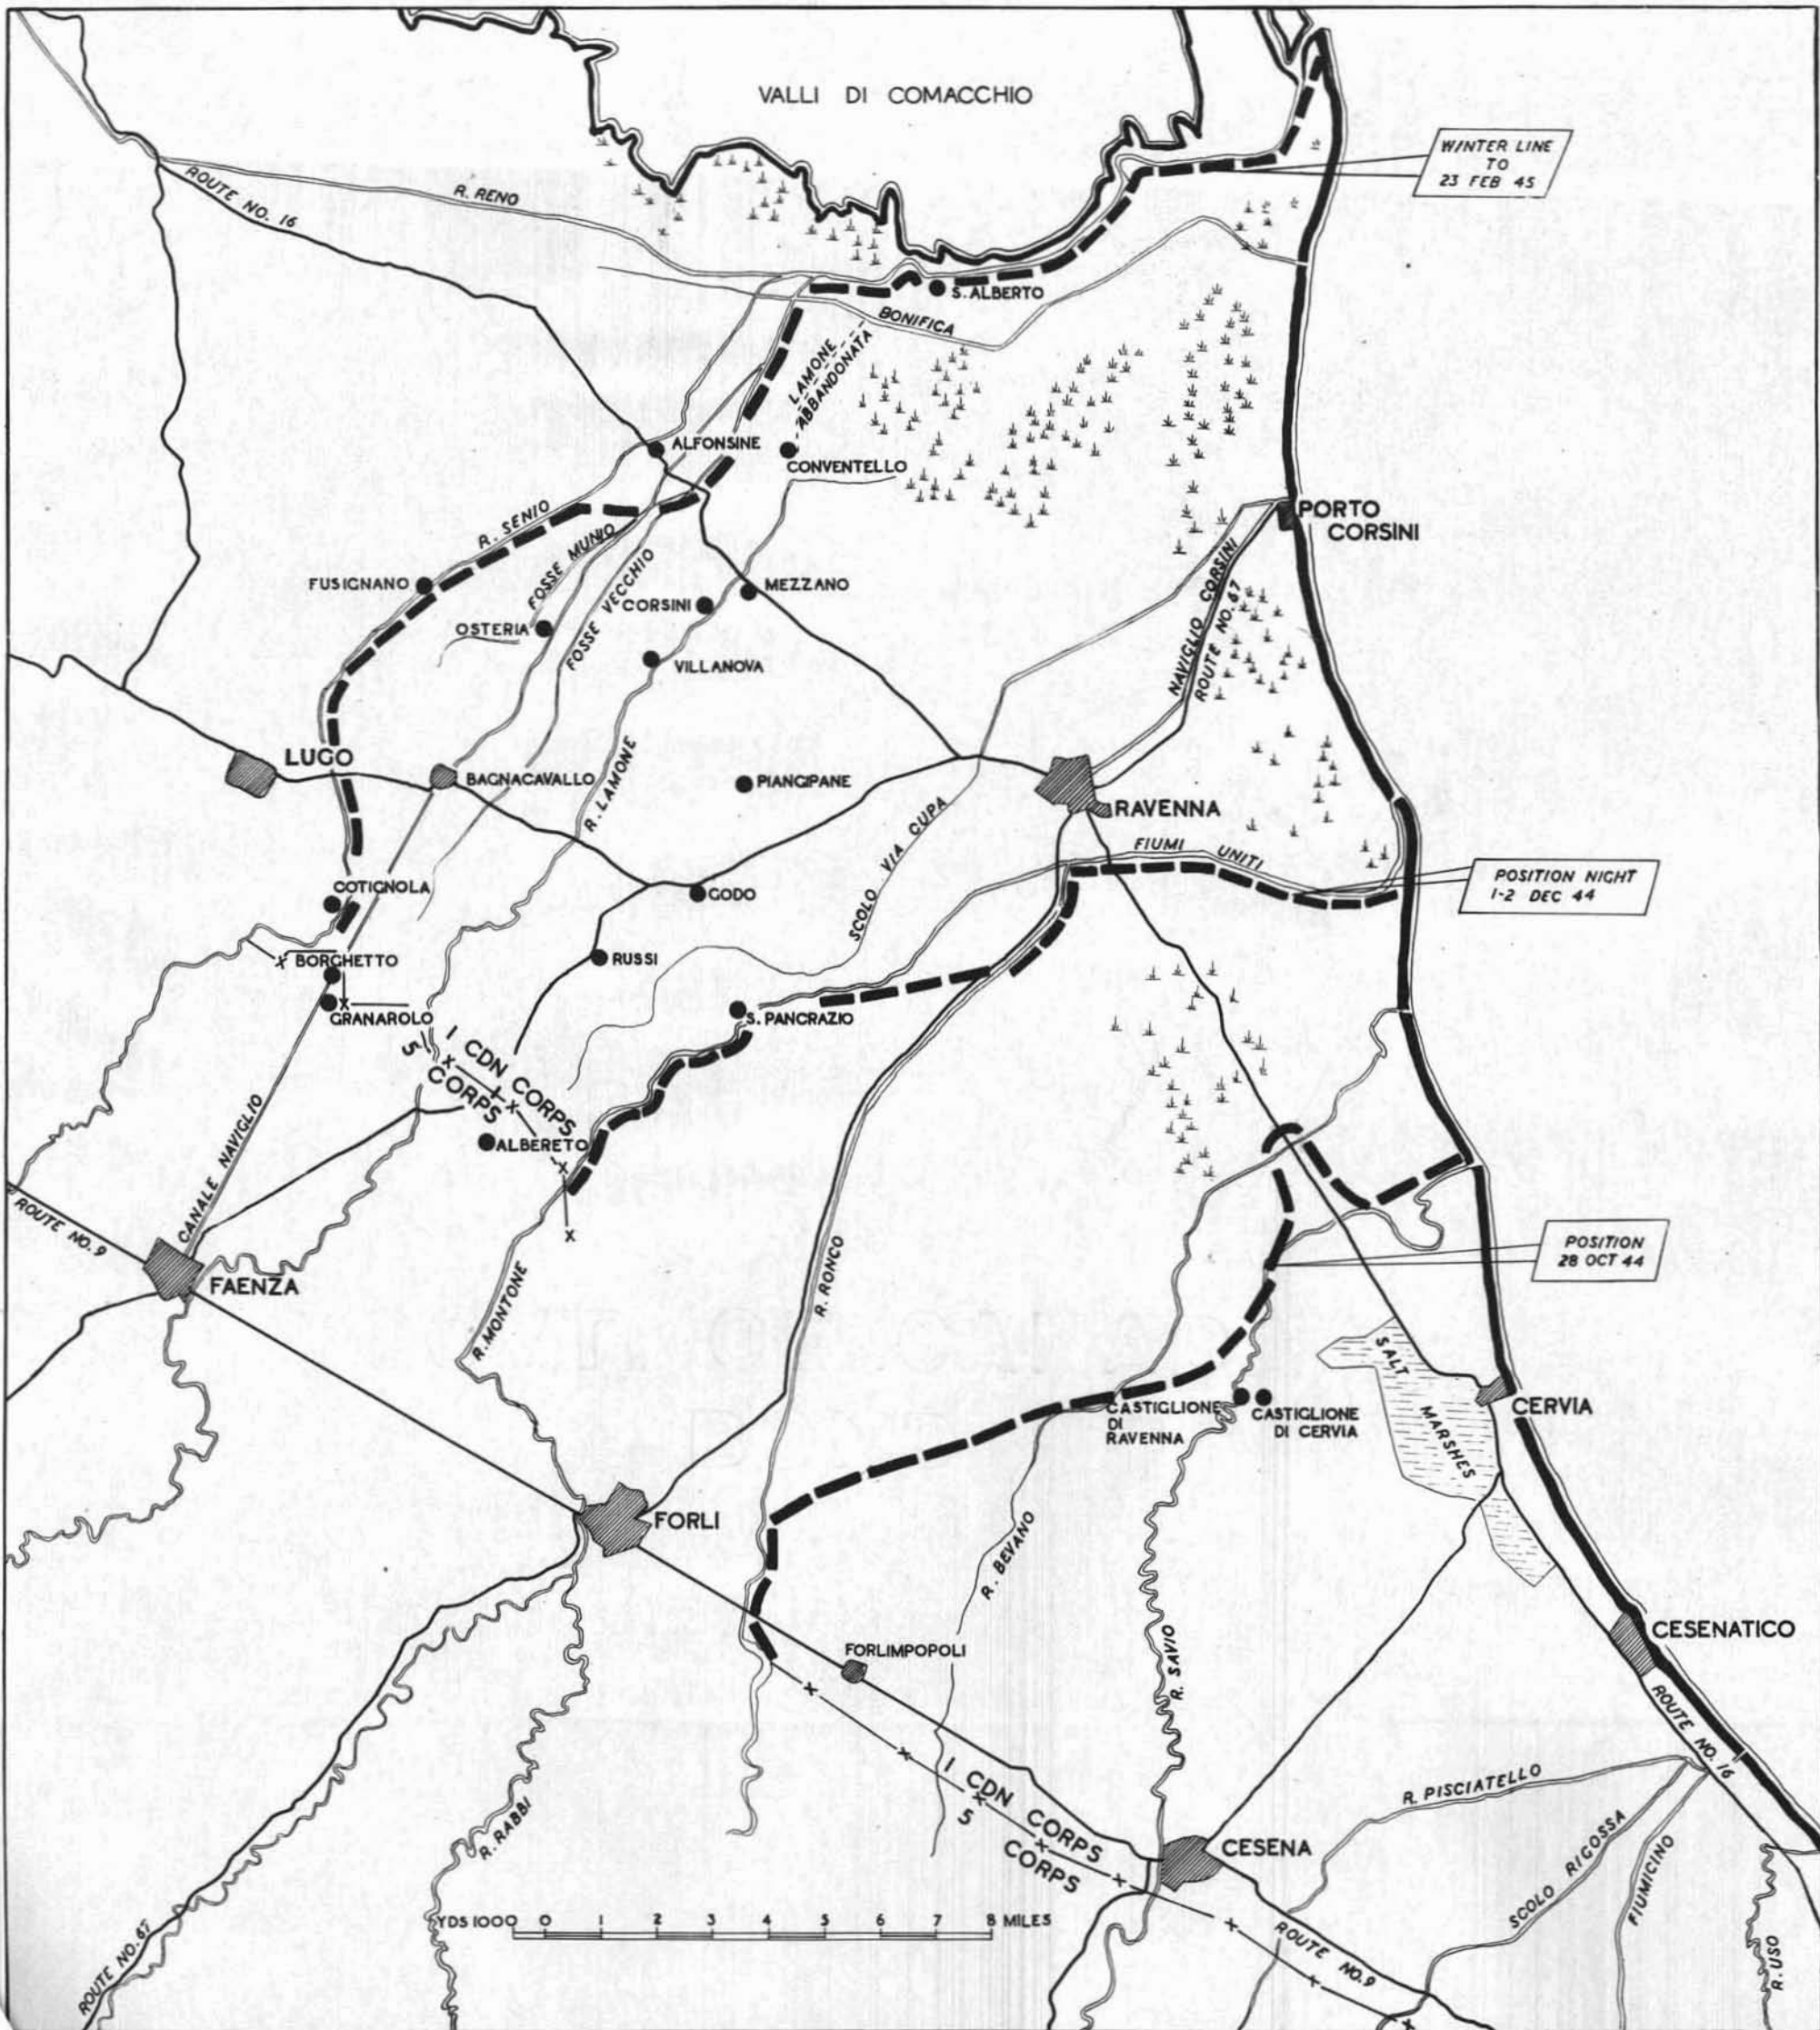 VALLI DI COMACCHIO
WINTER LINE
TO
23 FEB 45
ROUTE NO. 16
R. RENO
S. ALBERTO
BONIFICA
LAMONE
ABBANDONATA
ALFONSINE
CONVENTELLO
R. SENIO
PORTO
CORSINI
FOSSE MUNIO
FOSSE VECCHIO
FUSIGNANO
CORSINI
MEZZANO
OSTERIA
VILLANOVA
NAVIGLIO CORSINI
ROUTE NO. 67
LUGO
BAGNACAVALLO
R. LAMONE
PIANGIPANE
RAVENNA
SCOLO VIA CUPA
FIUMI UNITI
POSITION NIGHT
1-2 DEC 44
COTIGNOLA
GODO
BORGHETTO
RUSSI
GRANAROLO
S. PANCRAZIO
1 CDN CORPS
5 CORPS
ALBERETO
CANALE NAVIGLIO
ROUTE NO. 9
FAENZA
R. MONTONE
R. RONCO
POSITION
28 OCT 44
SALT MARSHES
CERVIA
CASTIGLIONE
DI
RAVENNA
CASTIGLIONE
DI CERVIA
FORLI
R. BEVANO
R. SAVIO
FORLIMPOPOLI
CESENATICO
ROUTE NO. 16
1 CDN CORPS
5 CORPS
R. PISCIATELLO
CESENA
R. RABBI
SCOLO RIGOSSA
FIUMICINO
R. USO
ROUTE NO. 9
ROUTE NO. 67
YDS 1000 0 1 2 3 4 5 6 7 8 MILES